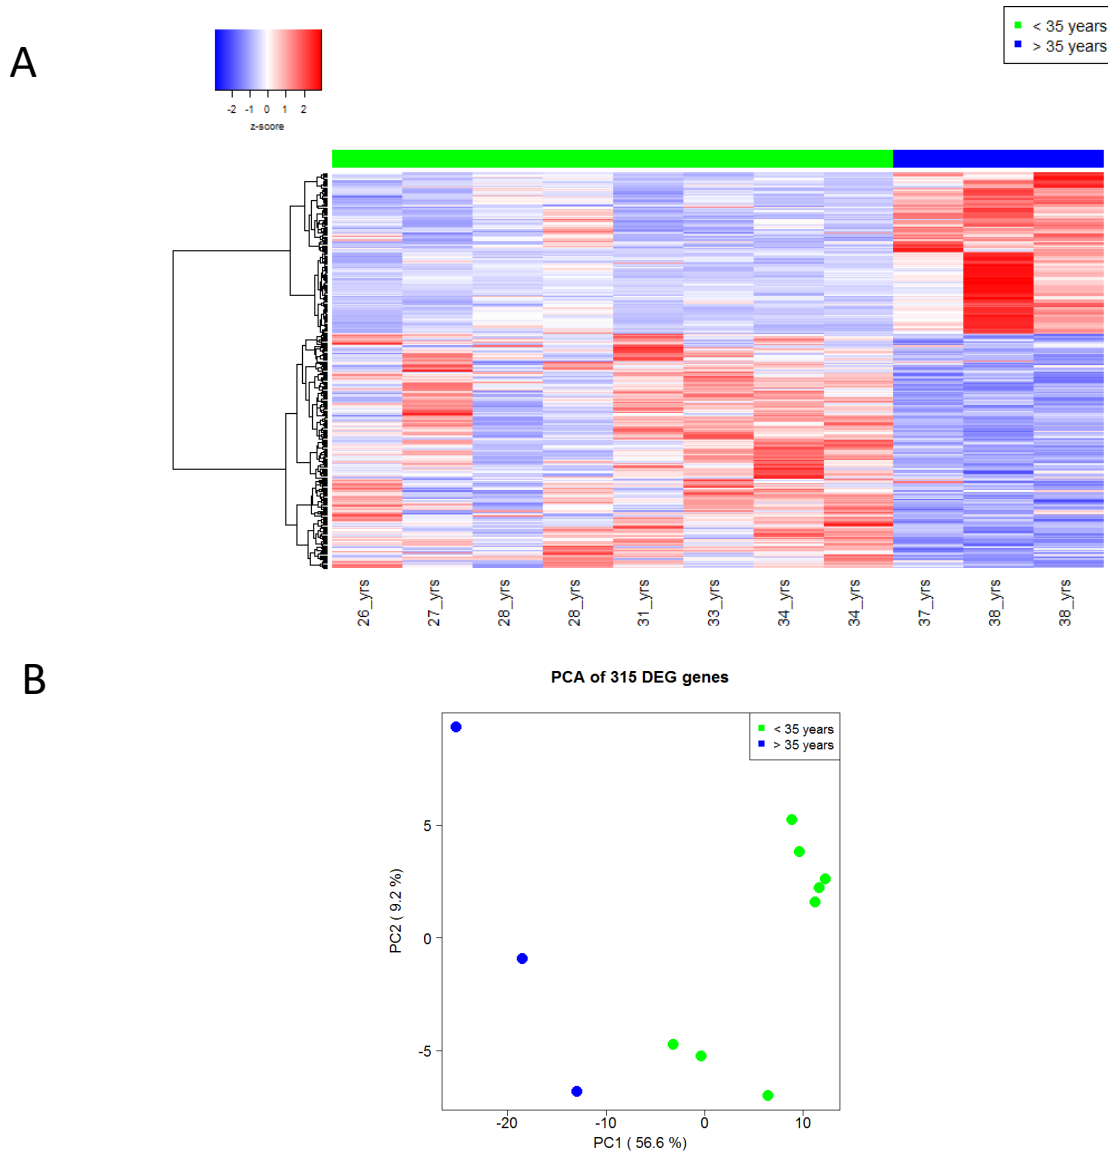 A
-2 -1 0 1 2
z-score
< 35 years
> 35 years
26_yrs 27_yrs 28_yrs 28_yrs 31_yrs 33_yrs 34_yrs 34_yrs 37_yrs 38_yrs 38_yrs
B
PCA of 315 DEG genes
< 35 years
> 35 years
5
0
-5
PC2 ( 9.2 %)
-20 -10 0 10
PC1 ( 56.6 %)